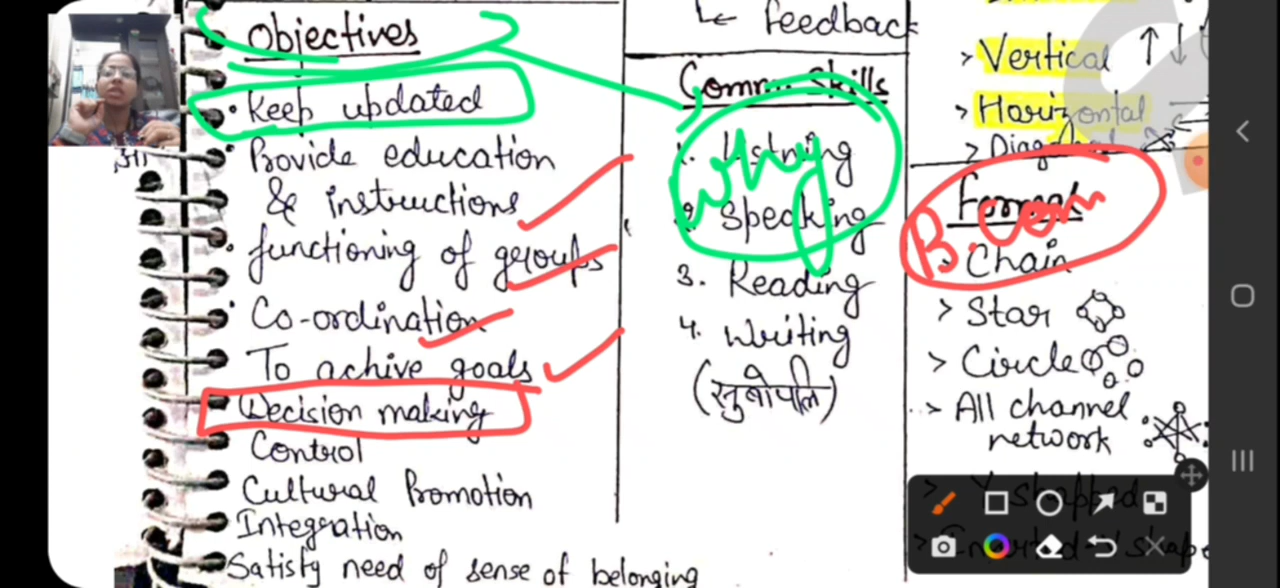 Objectives
• Keep updated
• Provide education
& instructions
• functioning of groups
• Co-ordination
To achive goals
Decision making
Control
Cultural Promotion
Integration
Satisfy need of sense of belonging
feedback
Comm. Skills
1. Listning
2. Speaking
3. Reading
4. Writing
(सुबोपलि)
Why
> Vertical
> Horizontal
> Diagonal
Formal
B.Com
> Chain
> Star
> Circle
> All channel
network
> Y shapped